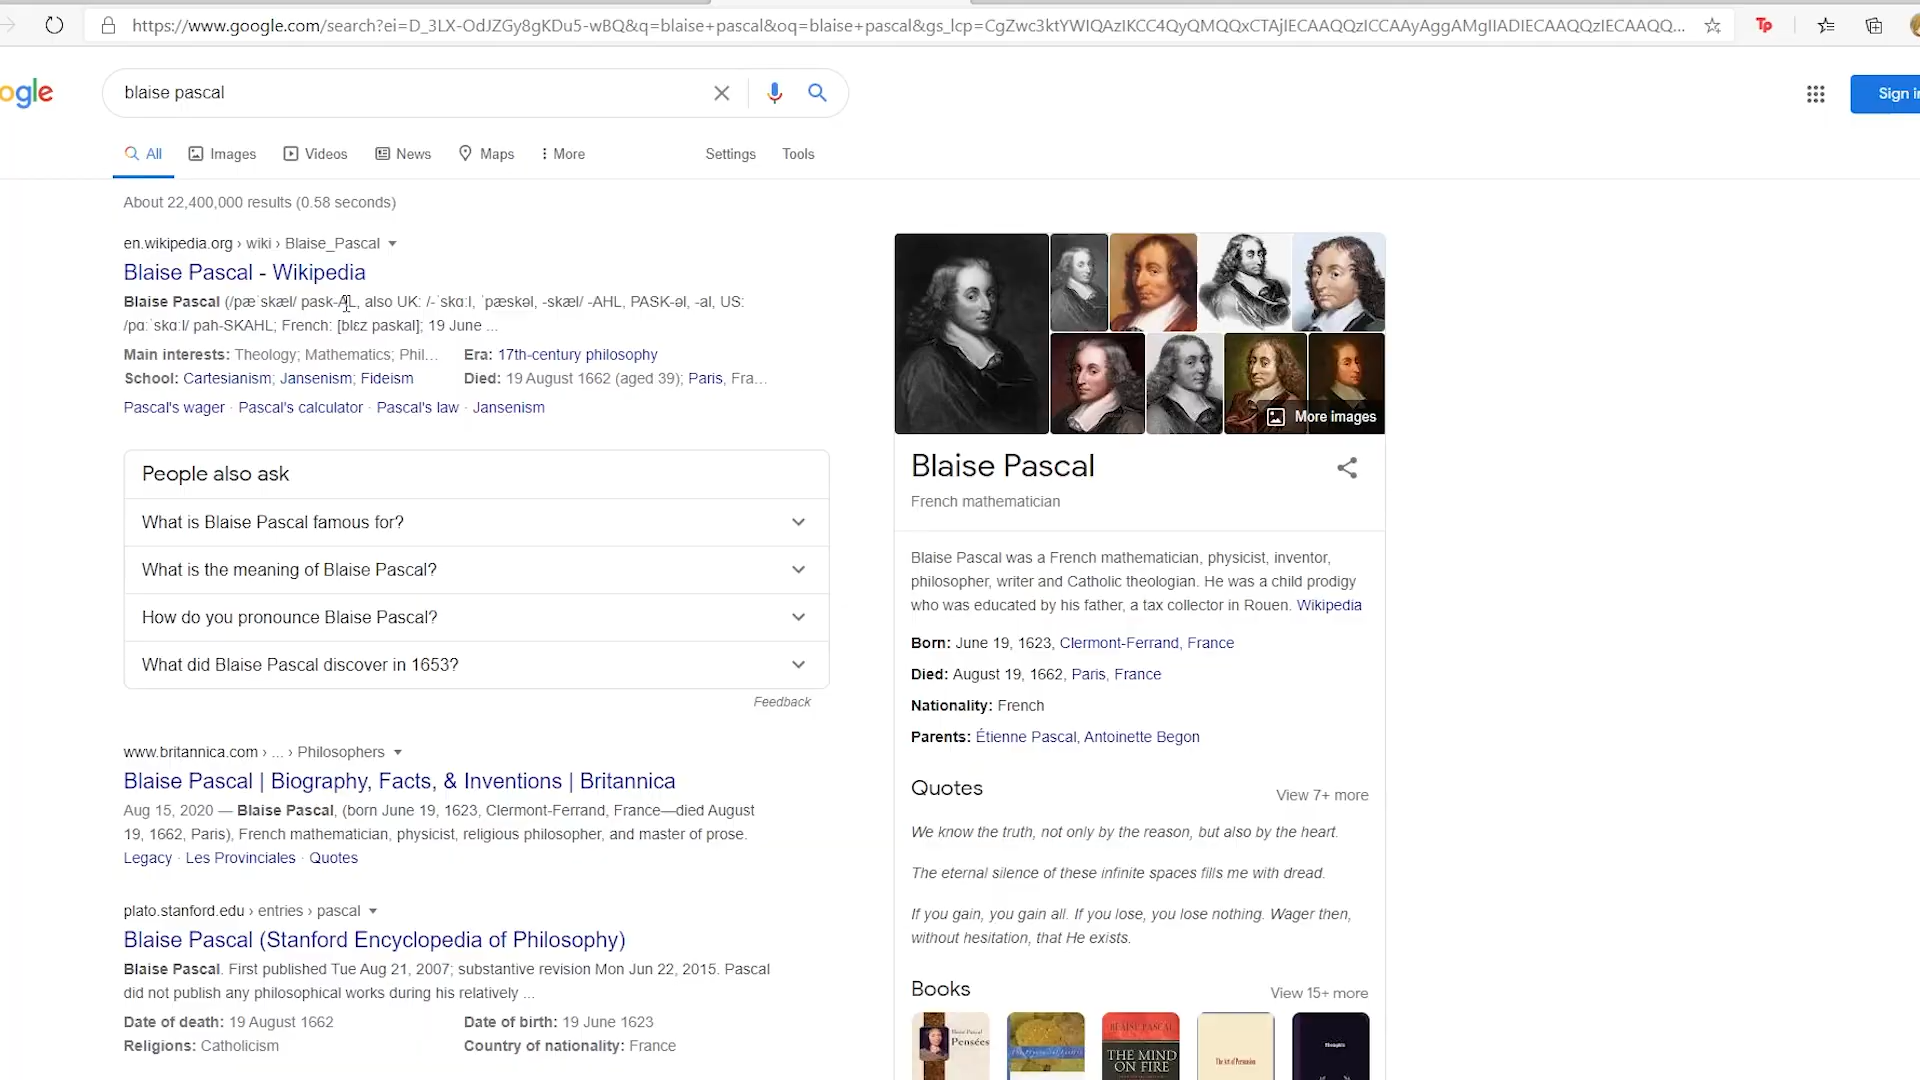 https://www.google.com/search?ei=D_3LX-OdJZGy8gKDu5-wBQ&q=blaise+pascal&oq=blaise+pascal&gs_lcp=CgZwc3ktYWIQAzIKCC4QyQMQQxCTAjIECAAQQzICCAAyAggAMgIIADIECAAQQzIECAAQQ...
Tp
ogle
blaise pascal
Sign in
All Images Videos News Maps More Settings Tools
About 22,400,000 results (0.58 seconds)
en.wikipedia.org › wiki › Blaise_Pascal
Blaise Pascal - Wikipedia
Blaise Pascal (/pæˈskæl/ pask-AL, also UK: /-ˈskɑːl, ˈpæskəl, -skæl/ -AHL, PASK-əl, -al, US:
/pɑːˈskɑːl/ pah-SKAHL; French: [blɛz paskal]; 19 June ...
Main interests: Theology; Mathematics; Phil... Era: 17th-century philosophy
School: Cartesianism; Jansenism; Fideism Died: 19 August 1662 (aged 39); Paris, Fra...
Pascal's wager · Pascal's calculator · Pascal's law · Jansenism
People also ask
What is Blaise Pascal famous for?
What is the meaning of Blaise Pascal?
How do you pronounce Blaise Pascal?
What did Blaise Pascal discover in 1653?
Feedback
www.britannica.com › ... › Philosophers
Blaise Pascal | Biography, Facts, & Inventions | Britannica
Aug 15, 2020 — Blaise Pascal, (born June 19, 1623, Clermont-Ferrand, France—died August
19, 1662, Paris), French mathematician, physicist, religious philosopher, and master of prose.
Legacy · Les Provinciales · Quotes
plato.stanford.edu › entries › pascal
Blaise Pascal (Stanford Encyclopedia of Philosophy)
Blaise Pascal. First published Tue Aug 21, 2007; substantive revision Mon Jun 22, 2015. Pascal
did not publish any philosophical works during his relatively ...
Date of death: 19 August 1662 Date of birth: 19 June 1623
Religions: Catholicism Country of nationality: France
More images
Blaise Pascal
French mathematician
Blaise Pascal was a French mathematician, physicist, inventor,
philosopher, writer and Catholic theologian. He was a child prodigy
who was educated by his father, a tax collector in Rouen. Wikipedia
Born: June 19, 1623, Clermont-Ferrand, France
Died: August 19, 1662, Paris, France
Nationality: French
Parents: Étienne Pascal, Antoinette Begon
Quotes View 7+ more
We know the truth, not only by the reason, but also by the heart.
The eternal silence of these infinite spaces fills me with dread.
If you gain, you gain all. If you lose, you lose nothing. Wager then,
without hesitation, that He exists.
Books View 15+ more
Blaise Pascal
Pensées
BLAISE PASCAL
THE MIND
ON FIRE
The Art of Persuasion